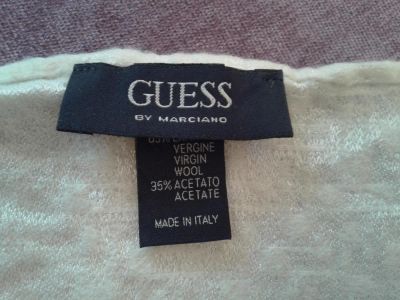 GUESS
BY MARCIANO
VERGINE
VIRGIN
WOOL
35% ACETATO
ACETATE
MADE IN ITALY